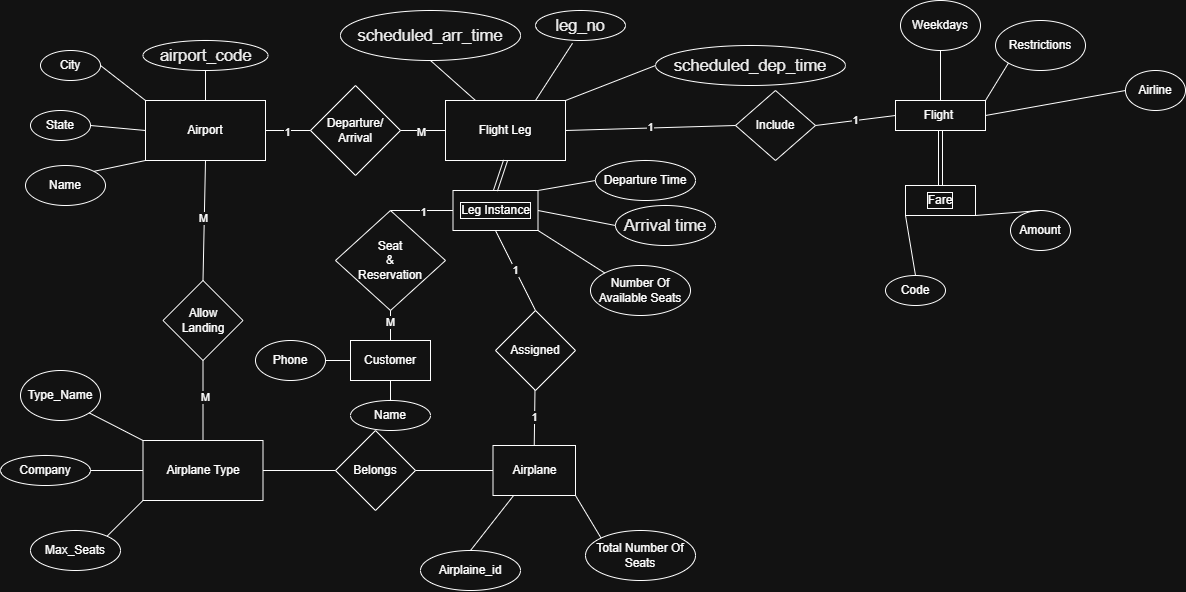 Weekdays
scheduled_arr_time
leg_no
Restrictions
airport_code
City
scheduled_dep_time
Airline
State
Airport
1
Departure/
Arrival
M
Flight Leg
1
Include
1
Flight
Name
Departure Time
Fare
M
1
Leg Instance
Arrival time
Amount
Seat
&
Reservation
1
Number Of
Available Seats
Code
Allow
Landing
M
Assigned
Phone
Customer
Type_Name
M
Name
1
Company
Airplane Type
Belongs
Airplane
Max_Seats
Total Number Of
Seats
Airplaine_id